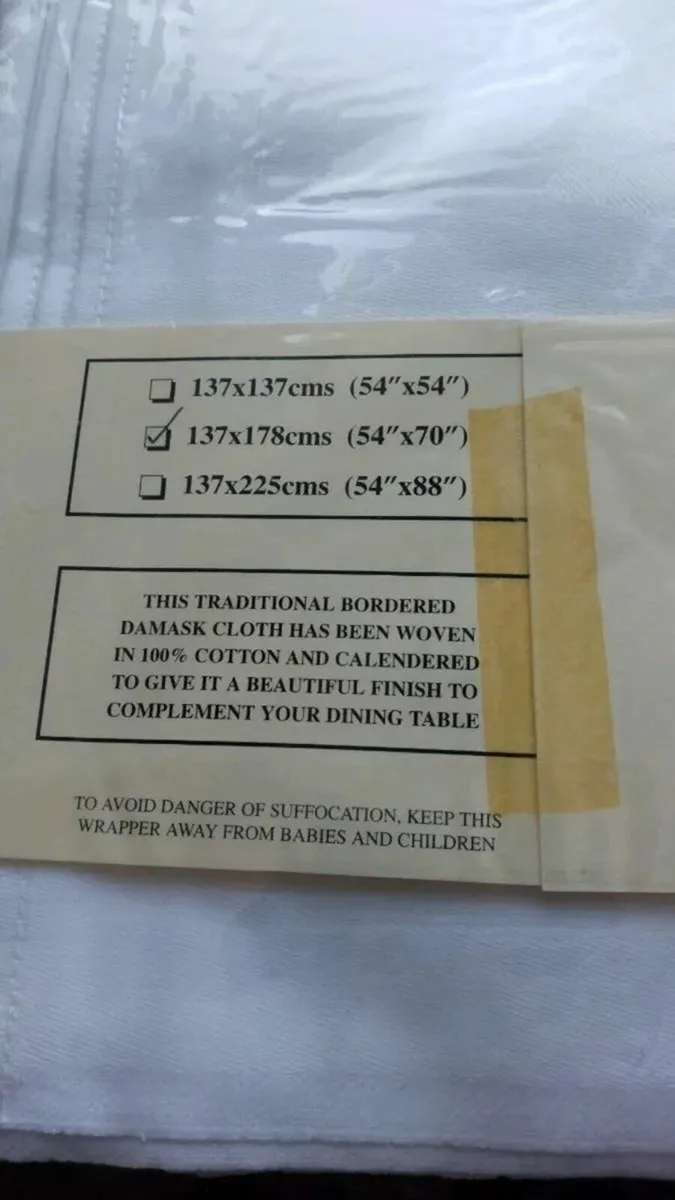 137x137cms (54"x54")
137x178cms (54"x70")
137x225cms (54"x88")
THIS TRADITIONAL BORDERED
DAMASK CLOTH HAS BEEN WOVEN
IN 100% COTTON AND CALENDERED
TO GIVE IT A BEAUTIFUL FINISH TO
COMPLEMENT YOUR DINING TABLE
TO AVOID DANGER OF SUFFOCATION, KEEP THIS
WRAPPER AWAY FROM BABIES AND CHILDREN